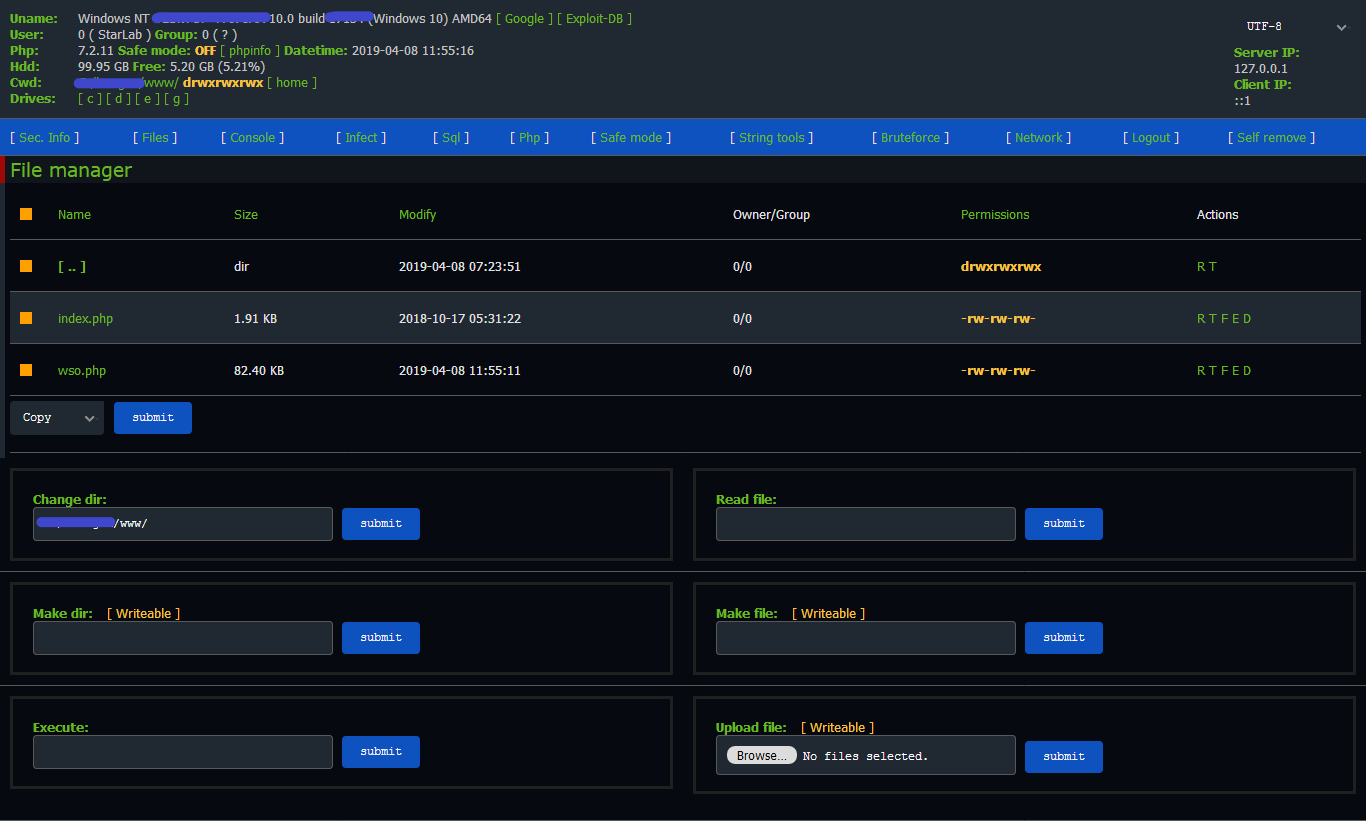 Uname: Windows NT 10.0 build (Windows 10) AMD64 [ Google ] [ Exploit-DB ]
UTF-8
User: 0 ( StarLab ) Group: 0 ( ? )
Php: 7.2.11 Safe mode: OFF [ phpinfo ] Datetime: 2019-04-08 11:55:16
Server IP:
Hdd: 99.95 GB Free: 5.20 GB (5.21%)
127.0.0.1
Cwd: /www/ drwxrwxrwx [ home ]
Client IP:
Drives: [ c ] [ d ] [ e ] [ g ]
::1
[ Sec. Info ] [ Files ] [ Console ] [ Infect ] [ Sql ] [ Php ] [ Safe mode ] [ String tools ] [ Bruteforce ] [ Network ] [ Logout ] [ Self remove ]
File manager
Name Size Modify Owner/Group Permissions Actions
[ .. ] dir 2019-04-08 07:23:51 0/0 drwxrwxrwx R T
index.php 1.91 KB 2018-10-17 05:31:22 0/0 -rw-rw-rw- R T F E D
wso.php 82.40 KB 2019-04-08 11:55:11 0/0 -rw-rw-rw- R T F E D
Copy submit
Change dir: Read file:
/www/ submit submit
Make dir: [ Writeable ] Make file: [ Writeable ]
submit submit
Execute: Upload file: [ Writeable ]
submit Browse... No files selected. submit